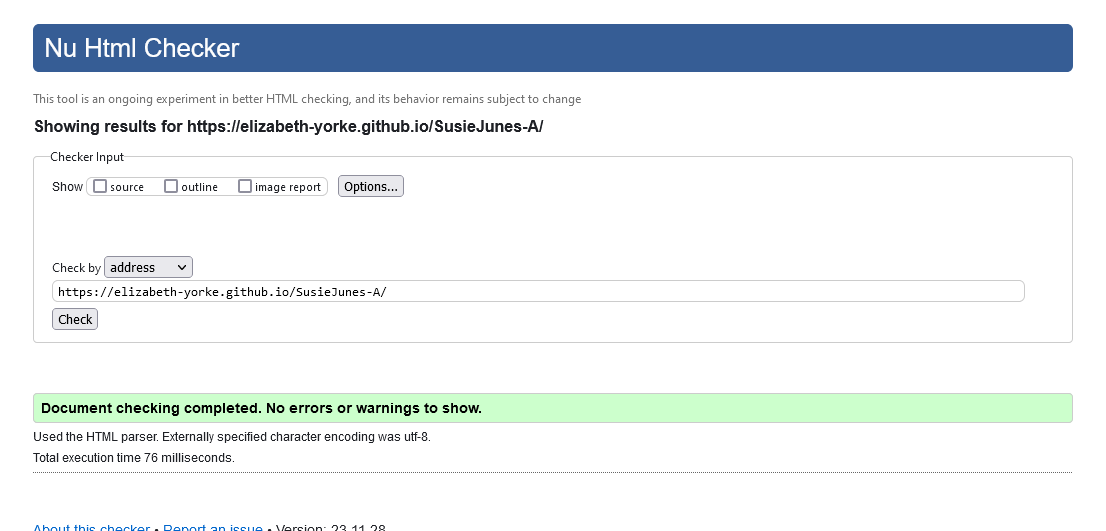 Nu Html Checker
This tool is an ongoing experiment in better HTML checking, and its behavior remains subject to change
Showing results for https://elizabeth-yorke.github.io/SusieJunes-A/
Checker Input
Show source outline image report Options...
Check by address
https://elizabeth-yorke.github.io/SusieJunes-A/
Check
Document checking completed. No errors or warnings to show.
Used the HTML parser. Externally specified character encoding was utf-8.
Total execution time 76 milliseconds.
About this checker • Report an issue • Version: 23.11.28